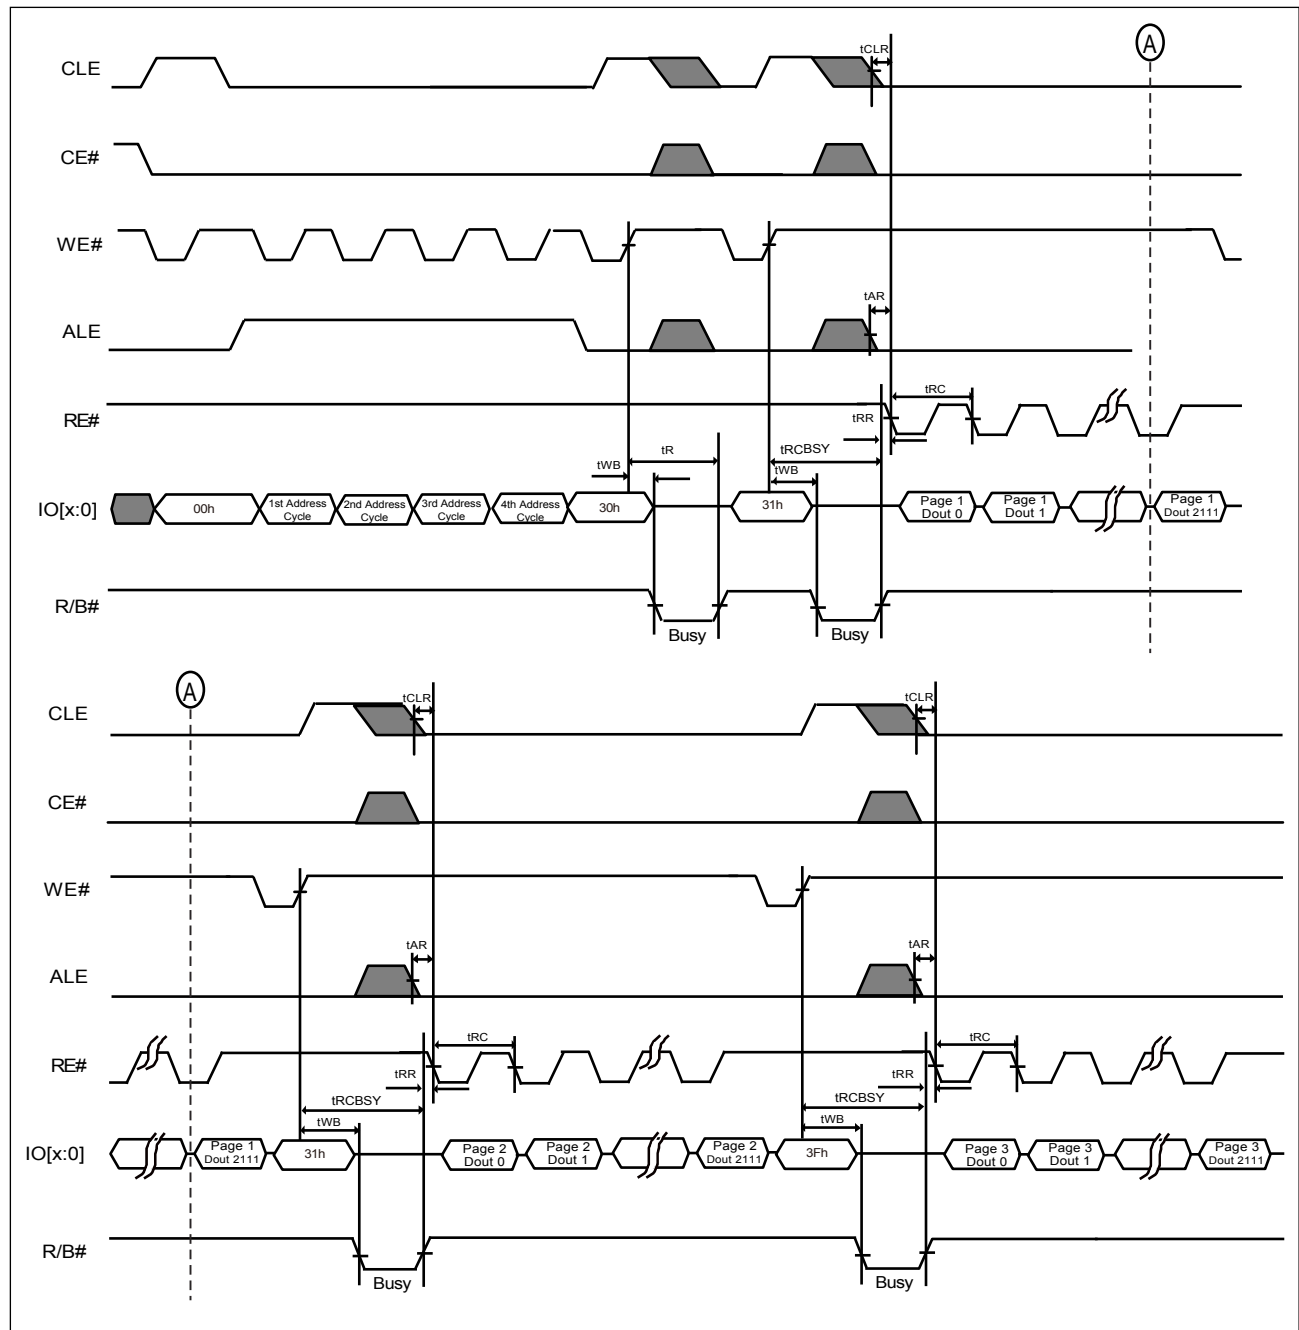 A
tCLR
CLE
CE#
WE#
tAR
ALE
tRC
RE#
tRR
tR
tRCBSY
tWB
tWB
IO[x:0]
00h
1st Address
Cycle
2nd Address
Cycle
3rd Address
Cycle
4th Address
Cycle
30h
31h
Page 1
Dout 0
Page 1
Dout 1
Page 1
Dout 2111
R/B#
Busy
Busy
A
tCLR
tCLR
CLE
CE#
WE#
tAR
tAR
ALE
tRC
tRC
RE#
tRR
tRR
tRCBSY
tRCBSY
tWB
tWB
IO[x:0]
Page 1
Dout 2111
31h
Page 2
Dout 0
Page 2
Dout 1
Page 2
Dout 2111
3Fh
Page 3
Dout 0
Page 3
Dout 1
Page 3
Dout 2111
R/B#
Busy
Busy